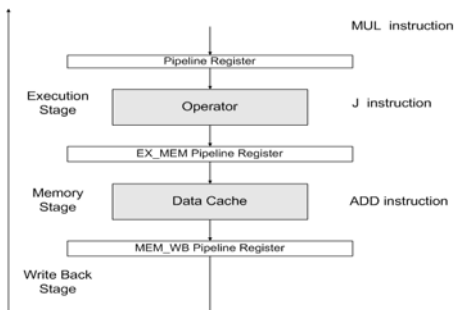 MUL instruction
Pipeline Register
Execution
Stage
Operator
J instruction
EX_MEM Pipeline Register
Memory
Stage
Data Cache
ADD instruction
MEM_WB Pipeline Register
Write Back
Stage